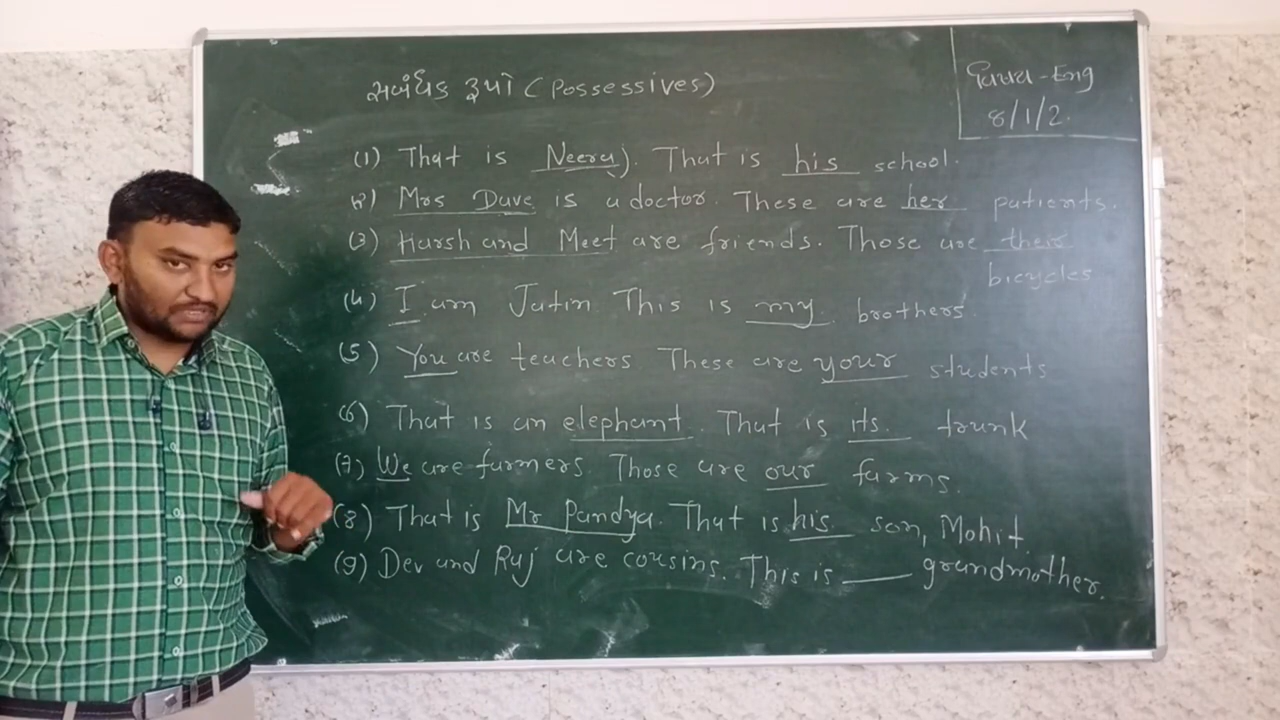 સબંધક રૂપો (Possessives)
વિષય - Eng
8/1/2.
(1) That is Neeraj. That is his school.
(2) Mrs Dave is a doctor. These are her patients.
(3) Harsh and Meet are friends. Those are their
bicycles
(4) I am Jatin This is my brothers
(5) You are teachers. These are your students
(6) That is an elephant. That is its trunk
(7) We are farmers. Those are our farms.
(8) That is Mr Pandya. That is his son, Mohit.
(9) Dev and Raj are cousins. This is ____ grandmother.